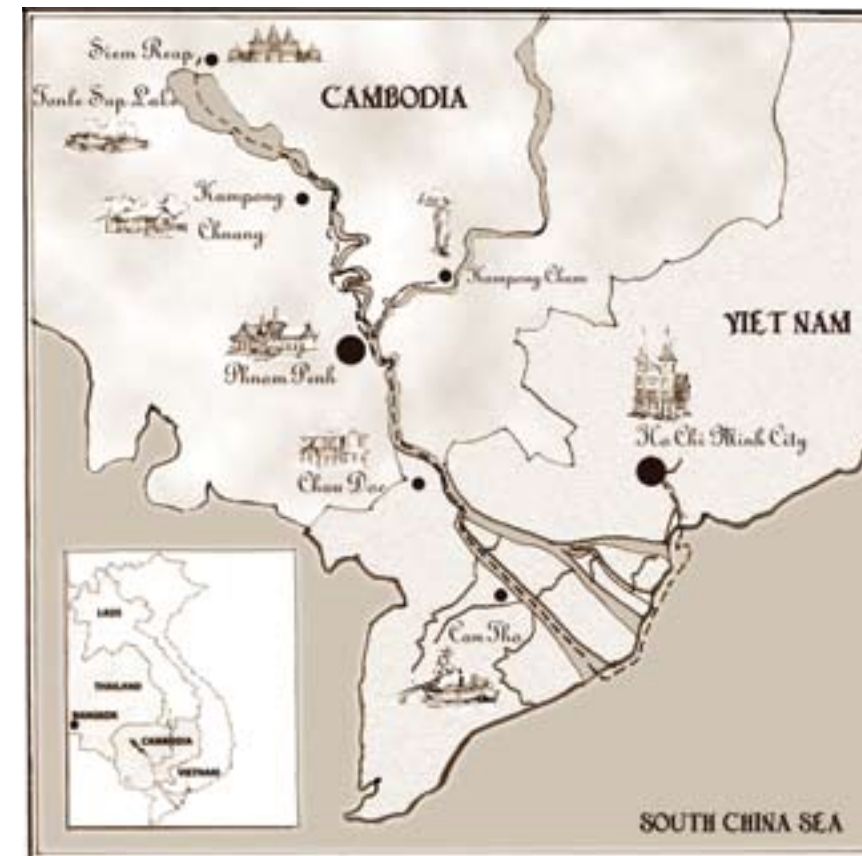 Siem Reap
Tonle Sap Lake
CAMBODIA
Kampong
Chnang
Kampong Cham
VIET NAM
Phnom Penh
Ho Chi Minh City
Chau Doc
Can Tho
LAOS
THAILAND
BANGKOK
CAMBODIA
VIETNAM
SOUTH CHINA SEA